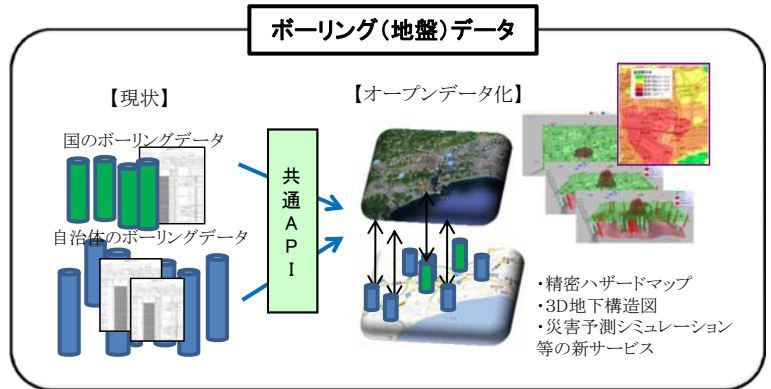 ボーリング(地盤)データ
【現状】
国のボーリングデータ
自治体のボーリングデータ
共通API
【オープンデータ化】
・精密ハザードマップ
・3D地下構造図
・災害予測シミュレーション
等の新サービス